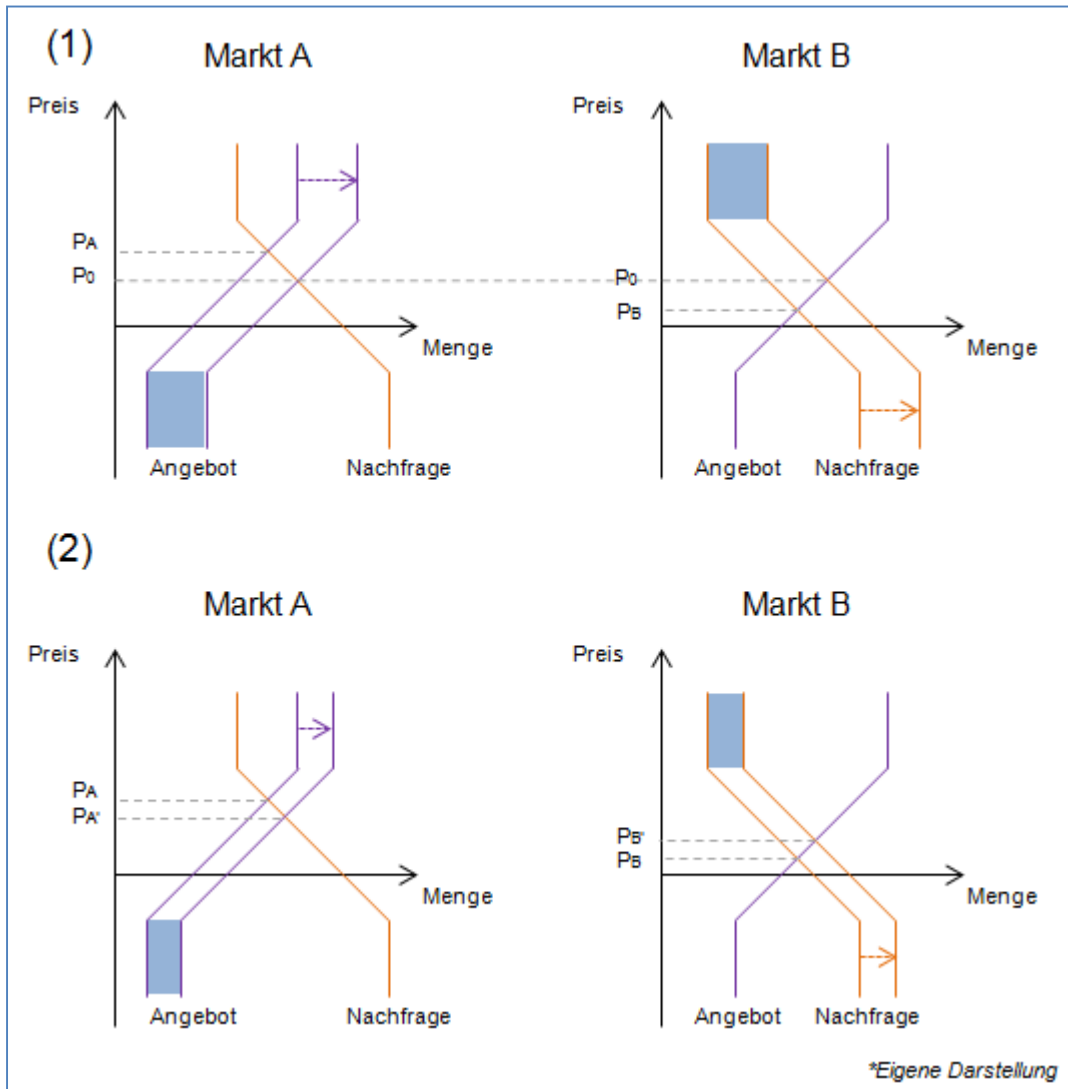 (1)
Markt A
Markt B
Preis
Preis
PA
P0
P0
PB
Menge
Menge
Angebot
Nachfrage
Angebot
Nachfrage
(2)
Markt A
Markt B
Preis
Preis
PA
PA*
PB*
PB
Menge
Menge
Angebot
Nachfrage
Angebot
Nachfrage
*Eigene Darstellung